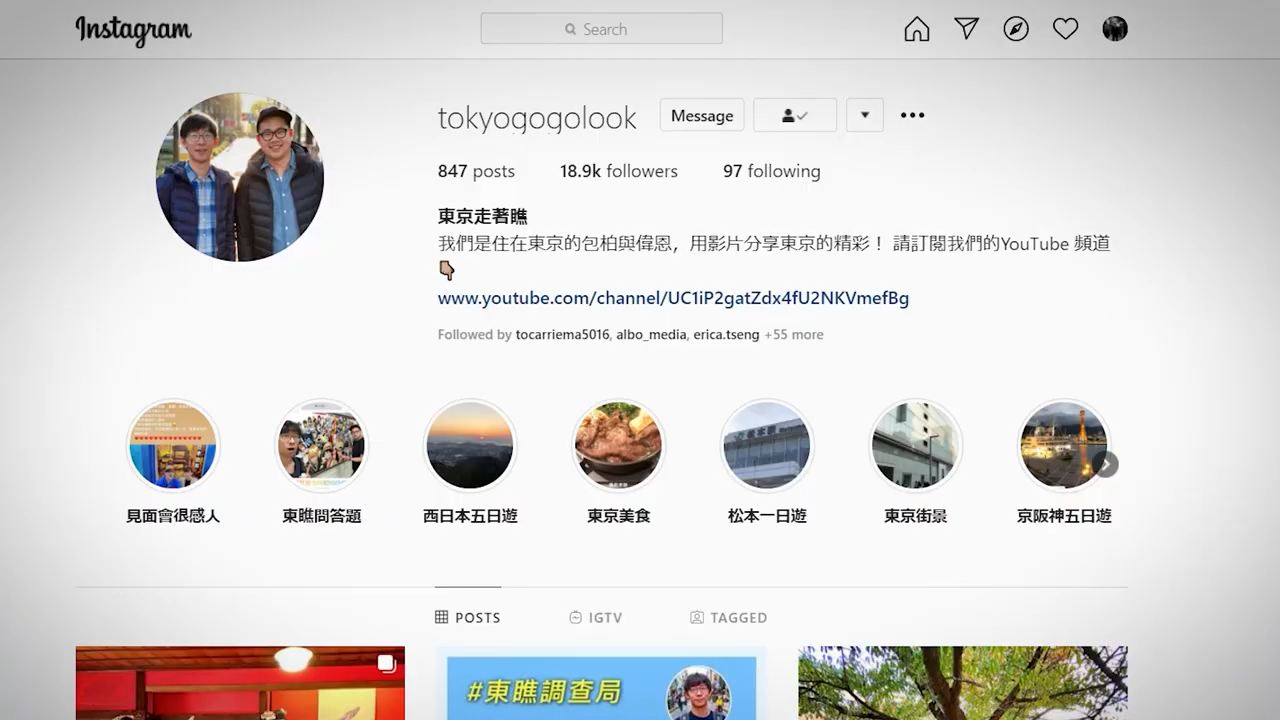 Instagram
Search
tokyogogolook
Message
847 posts
18.9k followers
97 following
東京走著瞧
我們是住在東京的包柏與偉恩，用影片分享東京的精彩！ 請訂閱我們的YouTube 頻道
www.youtube.com/channel/UC1iP2gatZdx4fU2NKVmefBg
Followed by tocarriema5016, albo_media, erica.tseng +55 more
見面會很感人
東瞧問答題
西日本五日遊
東京美食
松本一日遊
東京街景
京阪神五日遊
POSTS
IGTV
TAGGED
#東瞧調查局